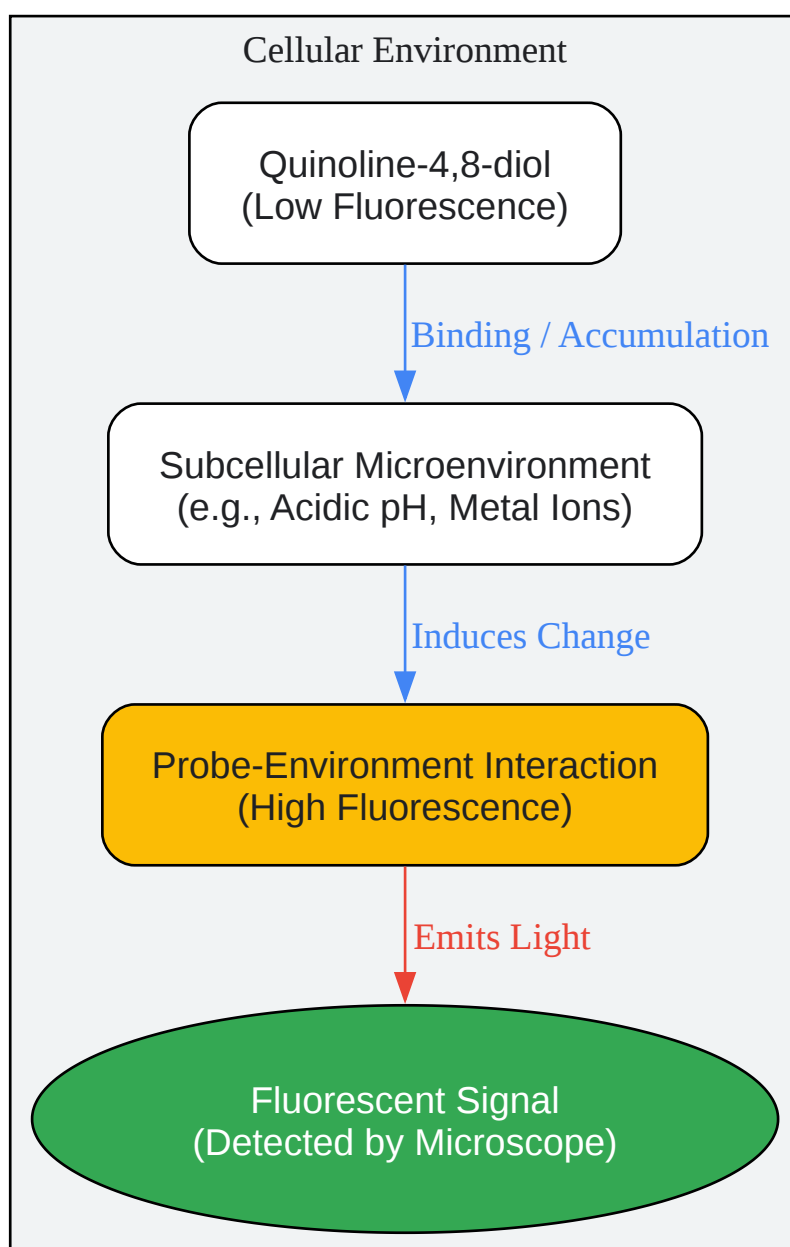 Cellular Environment
Quinoline-4,8-diol
(Low Fluorescence)
Binding / Accumulation
Subcellular Microenvironment
(e.g., Acidic pH, Metal Ions)
Induces Change
Probe-Environment Interaction
(High Fluorescence)
Emits Light
Fluorescent Signal
(Detected by Microscope)